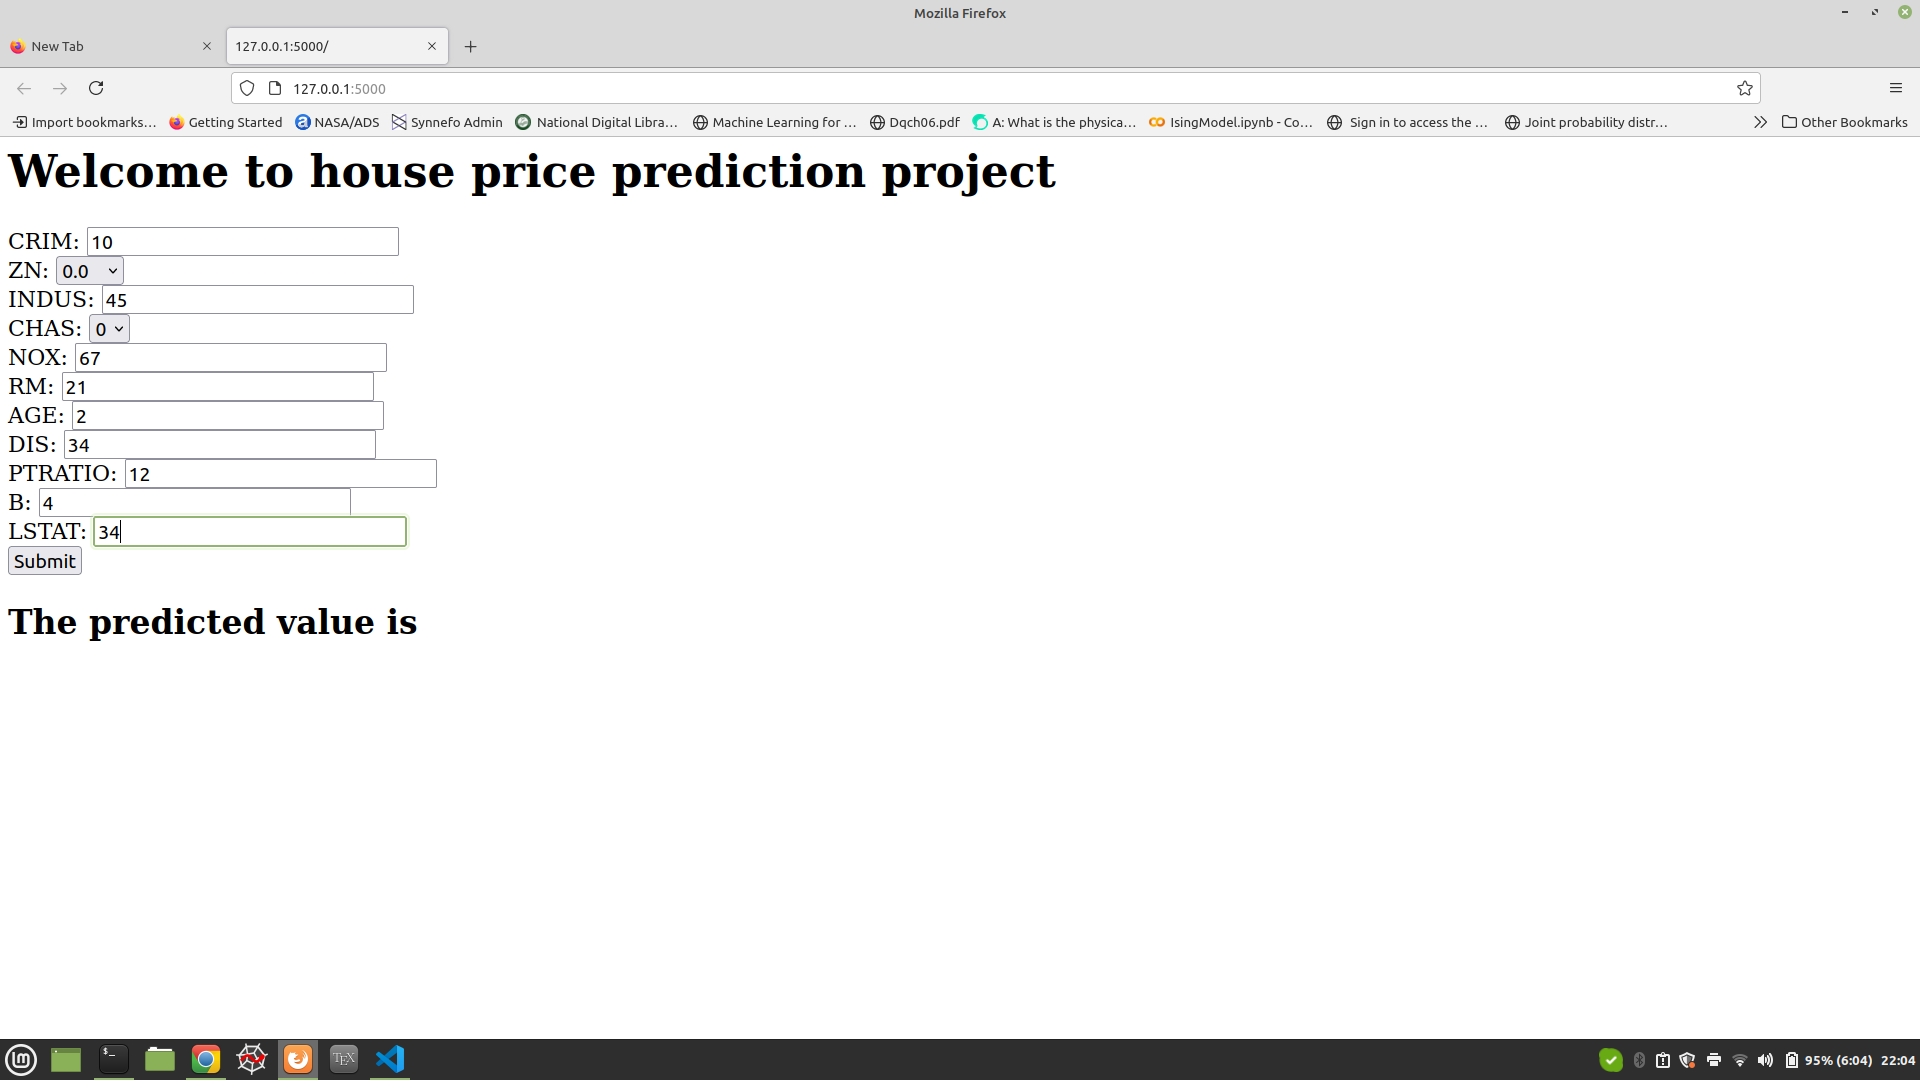 Mozilla Firefox
New Tab
127.0.0.1:5000/
127.0.0.1:5000
Import bookmarks…
Getting Started
NASA/ADS
Synnefo Admin
National Digital Libra…
Machine Learning for …
Dqch06.pdf
A: What is the physica…
IsingModel.ipynb - Co…
Sign in to access the …
Joint probability distr…
Other Bookmarks
Welcome to house price prediction project
CRIM: 10
ZN: 0.0
INDUS: 45
CHAS: 0
NOX: 67
RM: 21
AGE: 2
DIS: 34
PTRATIO: 12
B: 4
LSTAT: 34
Submit
The predicted value is
TEX
95% (6:04) 22:04